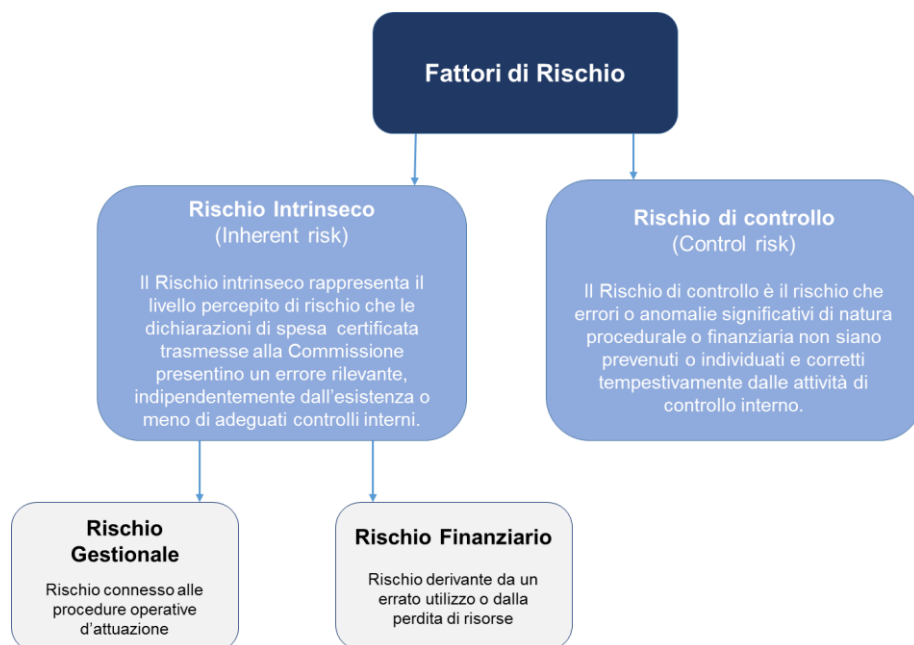 Fattori di Rischio
Rischio Intrinseco
(Inherent risk)
Il Rischio intrinseco rappresenta il
livello percepito di rischio che le
dichiarazioni di spesa certificata
trasmesse alla Commissione
presentino un errore rilevante,
indipendentemente dall'esistenza o
meno di adeguati controlli interni.
Rischio di controllo
(Control risk)
Il Rischio di controllo è il rischio che
errori o anomalie significativi di natura
procedurale o finanziaria non siano
prevenuti o individuati e corretti
tempestivamente dalle attività di
controllo interno.
Rischio
Gestionale
Rischio connesso alle
procedure operative
d'attuazione
Rischio Finanziario
Rischio derivante da un
errato utilizzo o dalla
perdita di risorse